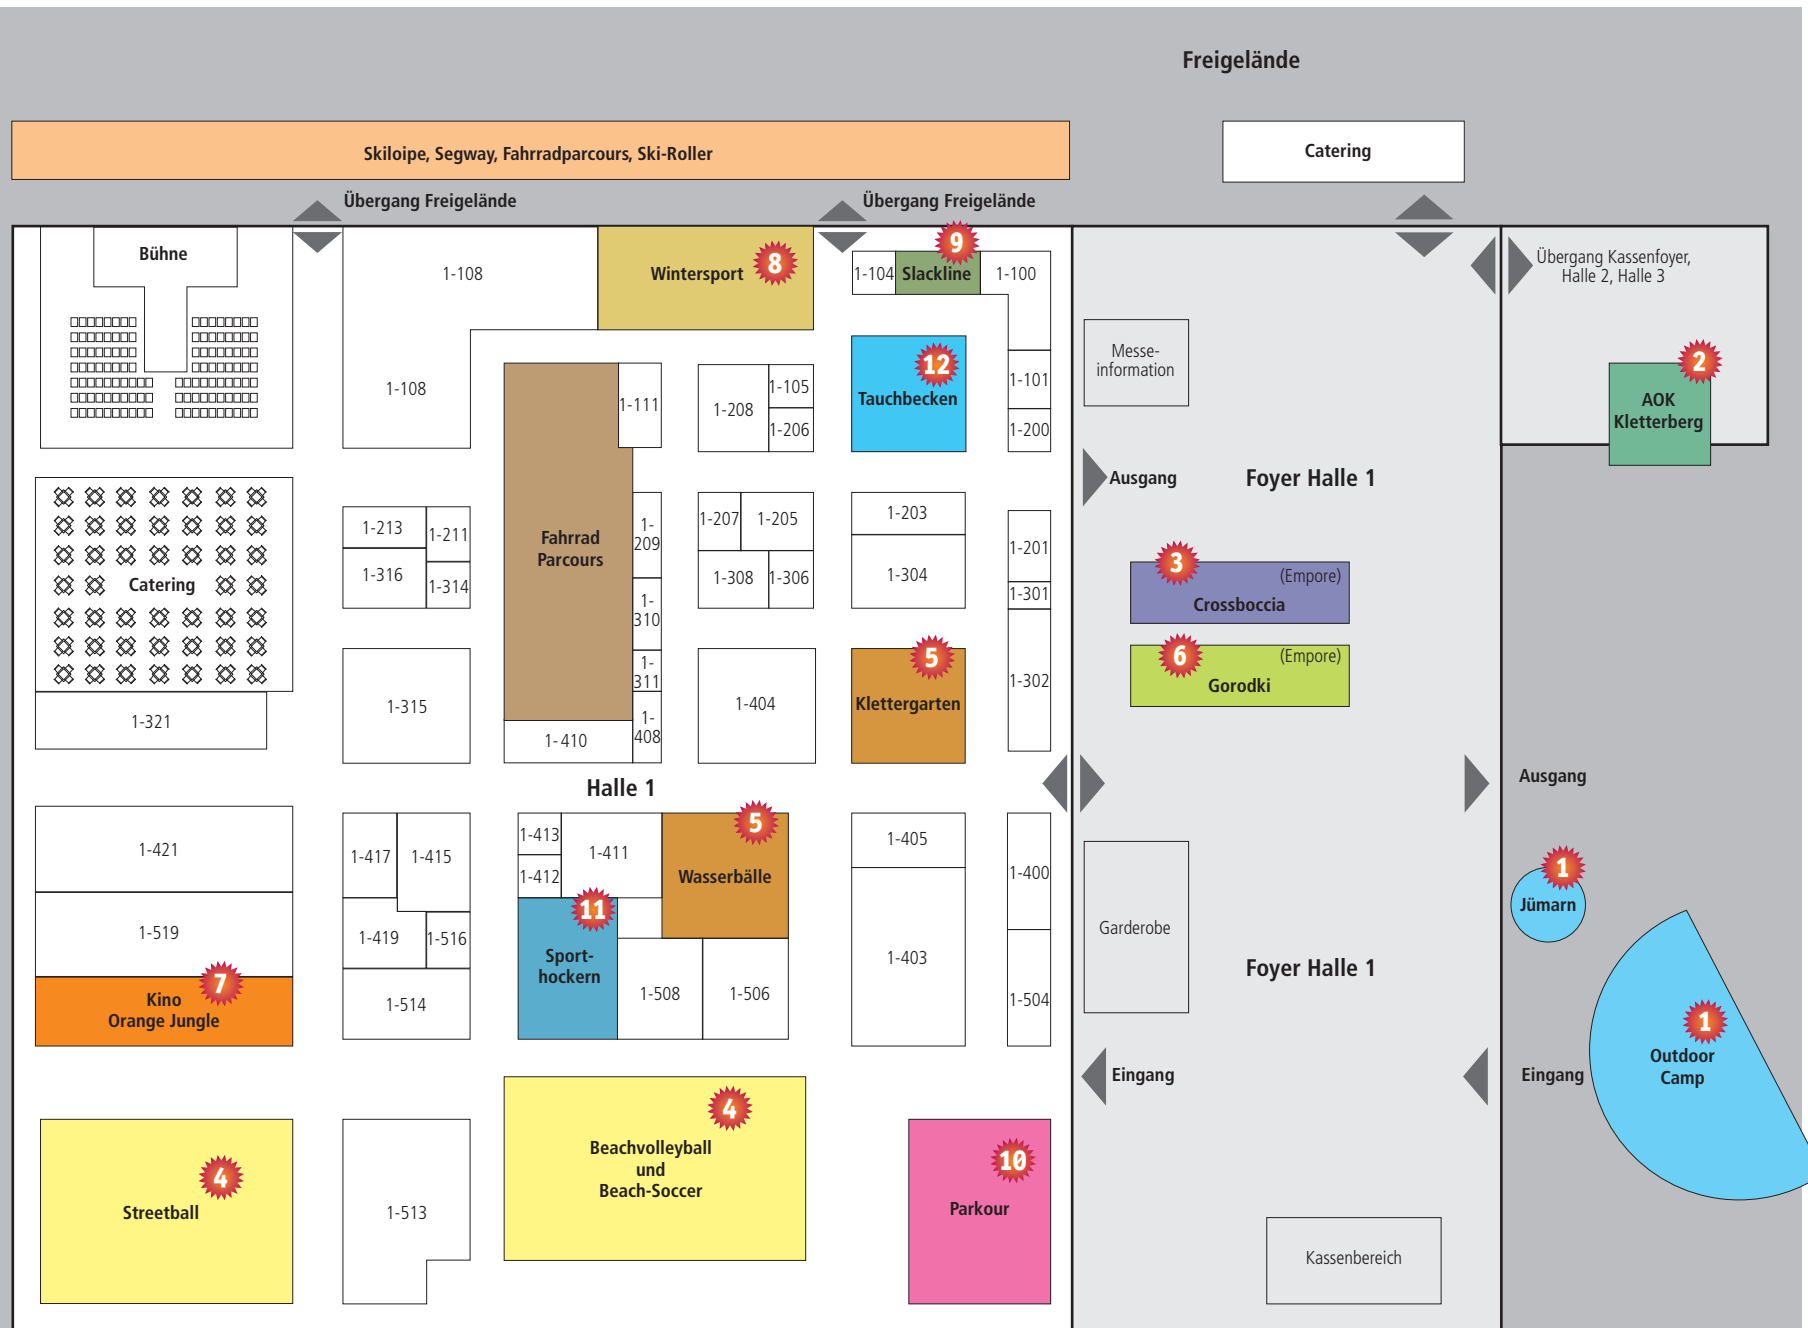 Freigelände
Skiloipe, Segway, Fahrradparcours, Ski-Roller
Catering
Übergang Freigelände
Übergang Freigelände
Bühne
1-108
Wintersport
8
9
1-104
Slackline
1-100
Übergang Kassenfoyer,
Halle 2, Halle 3
Messe-
information
2
AOK
Kletterberg
1-108
1-111
1-208
1-105
1-206
12
Tauchbecken
1-101
1-200
Ausgang
Foyer Halle 1
Catering
1-213
1-211
1-316
1-314
Fahrrad
Parcours
1-
209
1-
310
1-
311
1-
408
1-207
1-205
1-308
1-306
1-203
1-304
1-201
1-301
1-302
3
(Empore)
Crossboccia
6
(Empore)
Gorodki
1-321
1-315
1-410
1-404
5
Klettergarten
Halle 1
Ausgang
1-421
1-519
7
Kino
Orange Jungle
1-417
1-415
1-419
1-516
1-514
1-413
1-412
1-411
5
Wasserbälle
11
Sport-
hockern
1-508
1-506
1-405
1-403
1-400
1-504
Garderobe
Foyer Halle 1
1
Jümarn
1
Outdoor
Camp
Eingang
Eingang
4
Streetball
1-513
4
Beachvolleyball
und
Beach-Soccer
10
Parkour
Kassenbereich